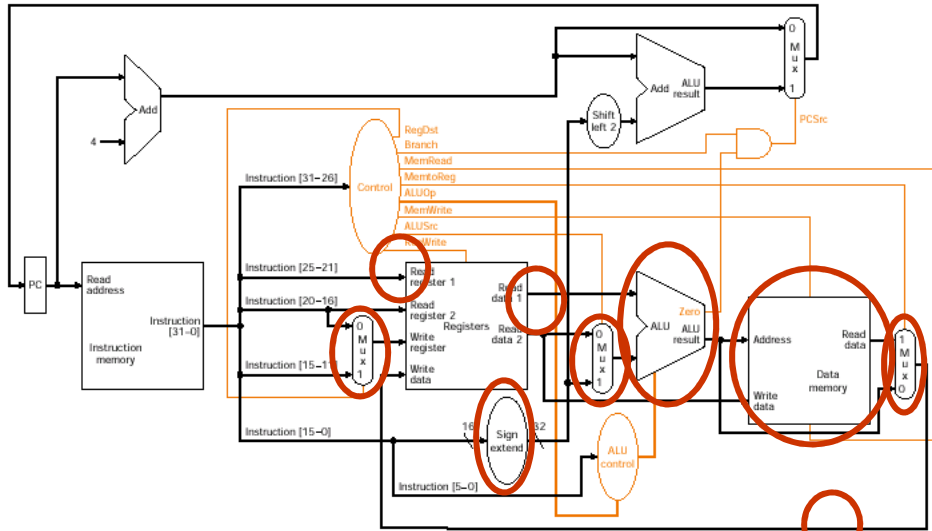 0
M
u
x
1
Add
ALU
result
Add
4
Shift
left 2
PCSrc
RegDst
Branch
MemRead
MemtoReg
ALUOp
MemWrite
ALUSrc
RegWrite
Control
Instruction [31–26]
Instruction [25–21]
Instruction [20–16]
Instruction [15–11]
Instruction [15–0]
Instruction [5–0]
PC
Read
address
Instruction
[31–0]
Instruction
memory
0
M
u
x
1
Read
register 1
Read
register 2
Write
register
Write
data
Registers
Read
data 1
Read
data 2
16
Sign
extend
32
0
M
u
x
1
Zero
ALU
ALU
result
ALU
control
Address
Read
data
Data
memory
Write
data
1
M
u
x
0